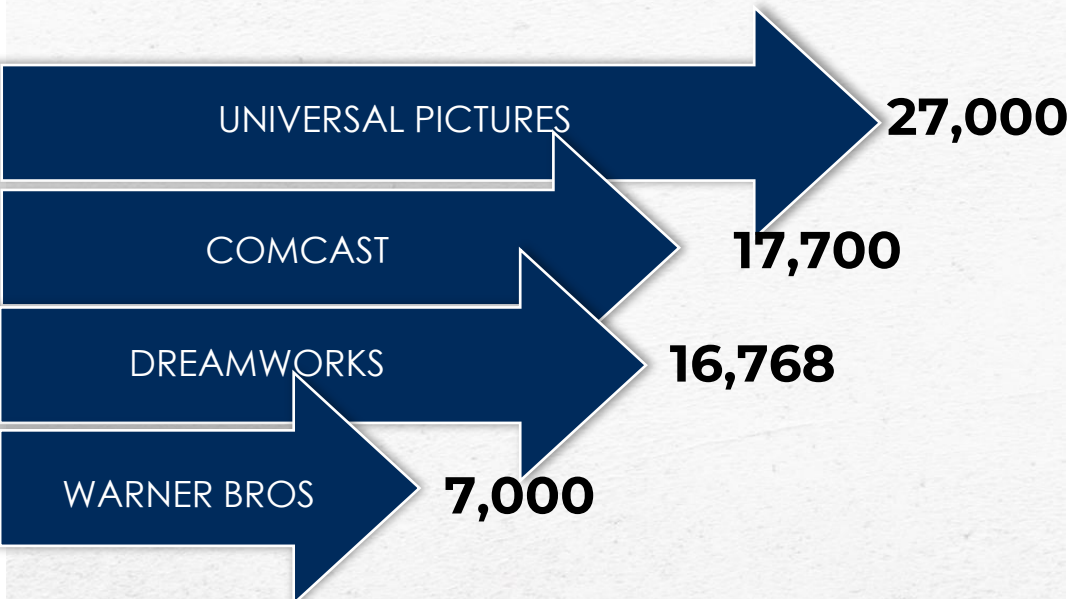 UNIVERSAL PICTURES 27,000
COMCAST 17,700
DREAMWORKS 16,768
WARNER BROS 7,000